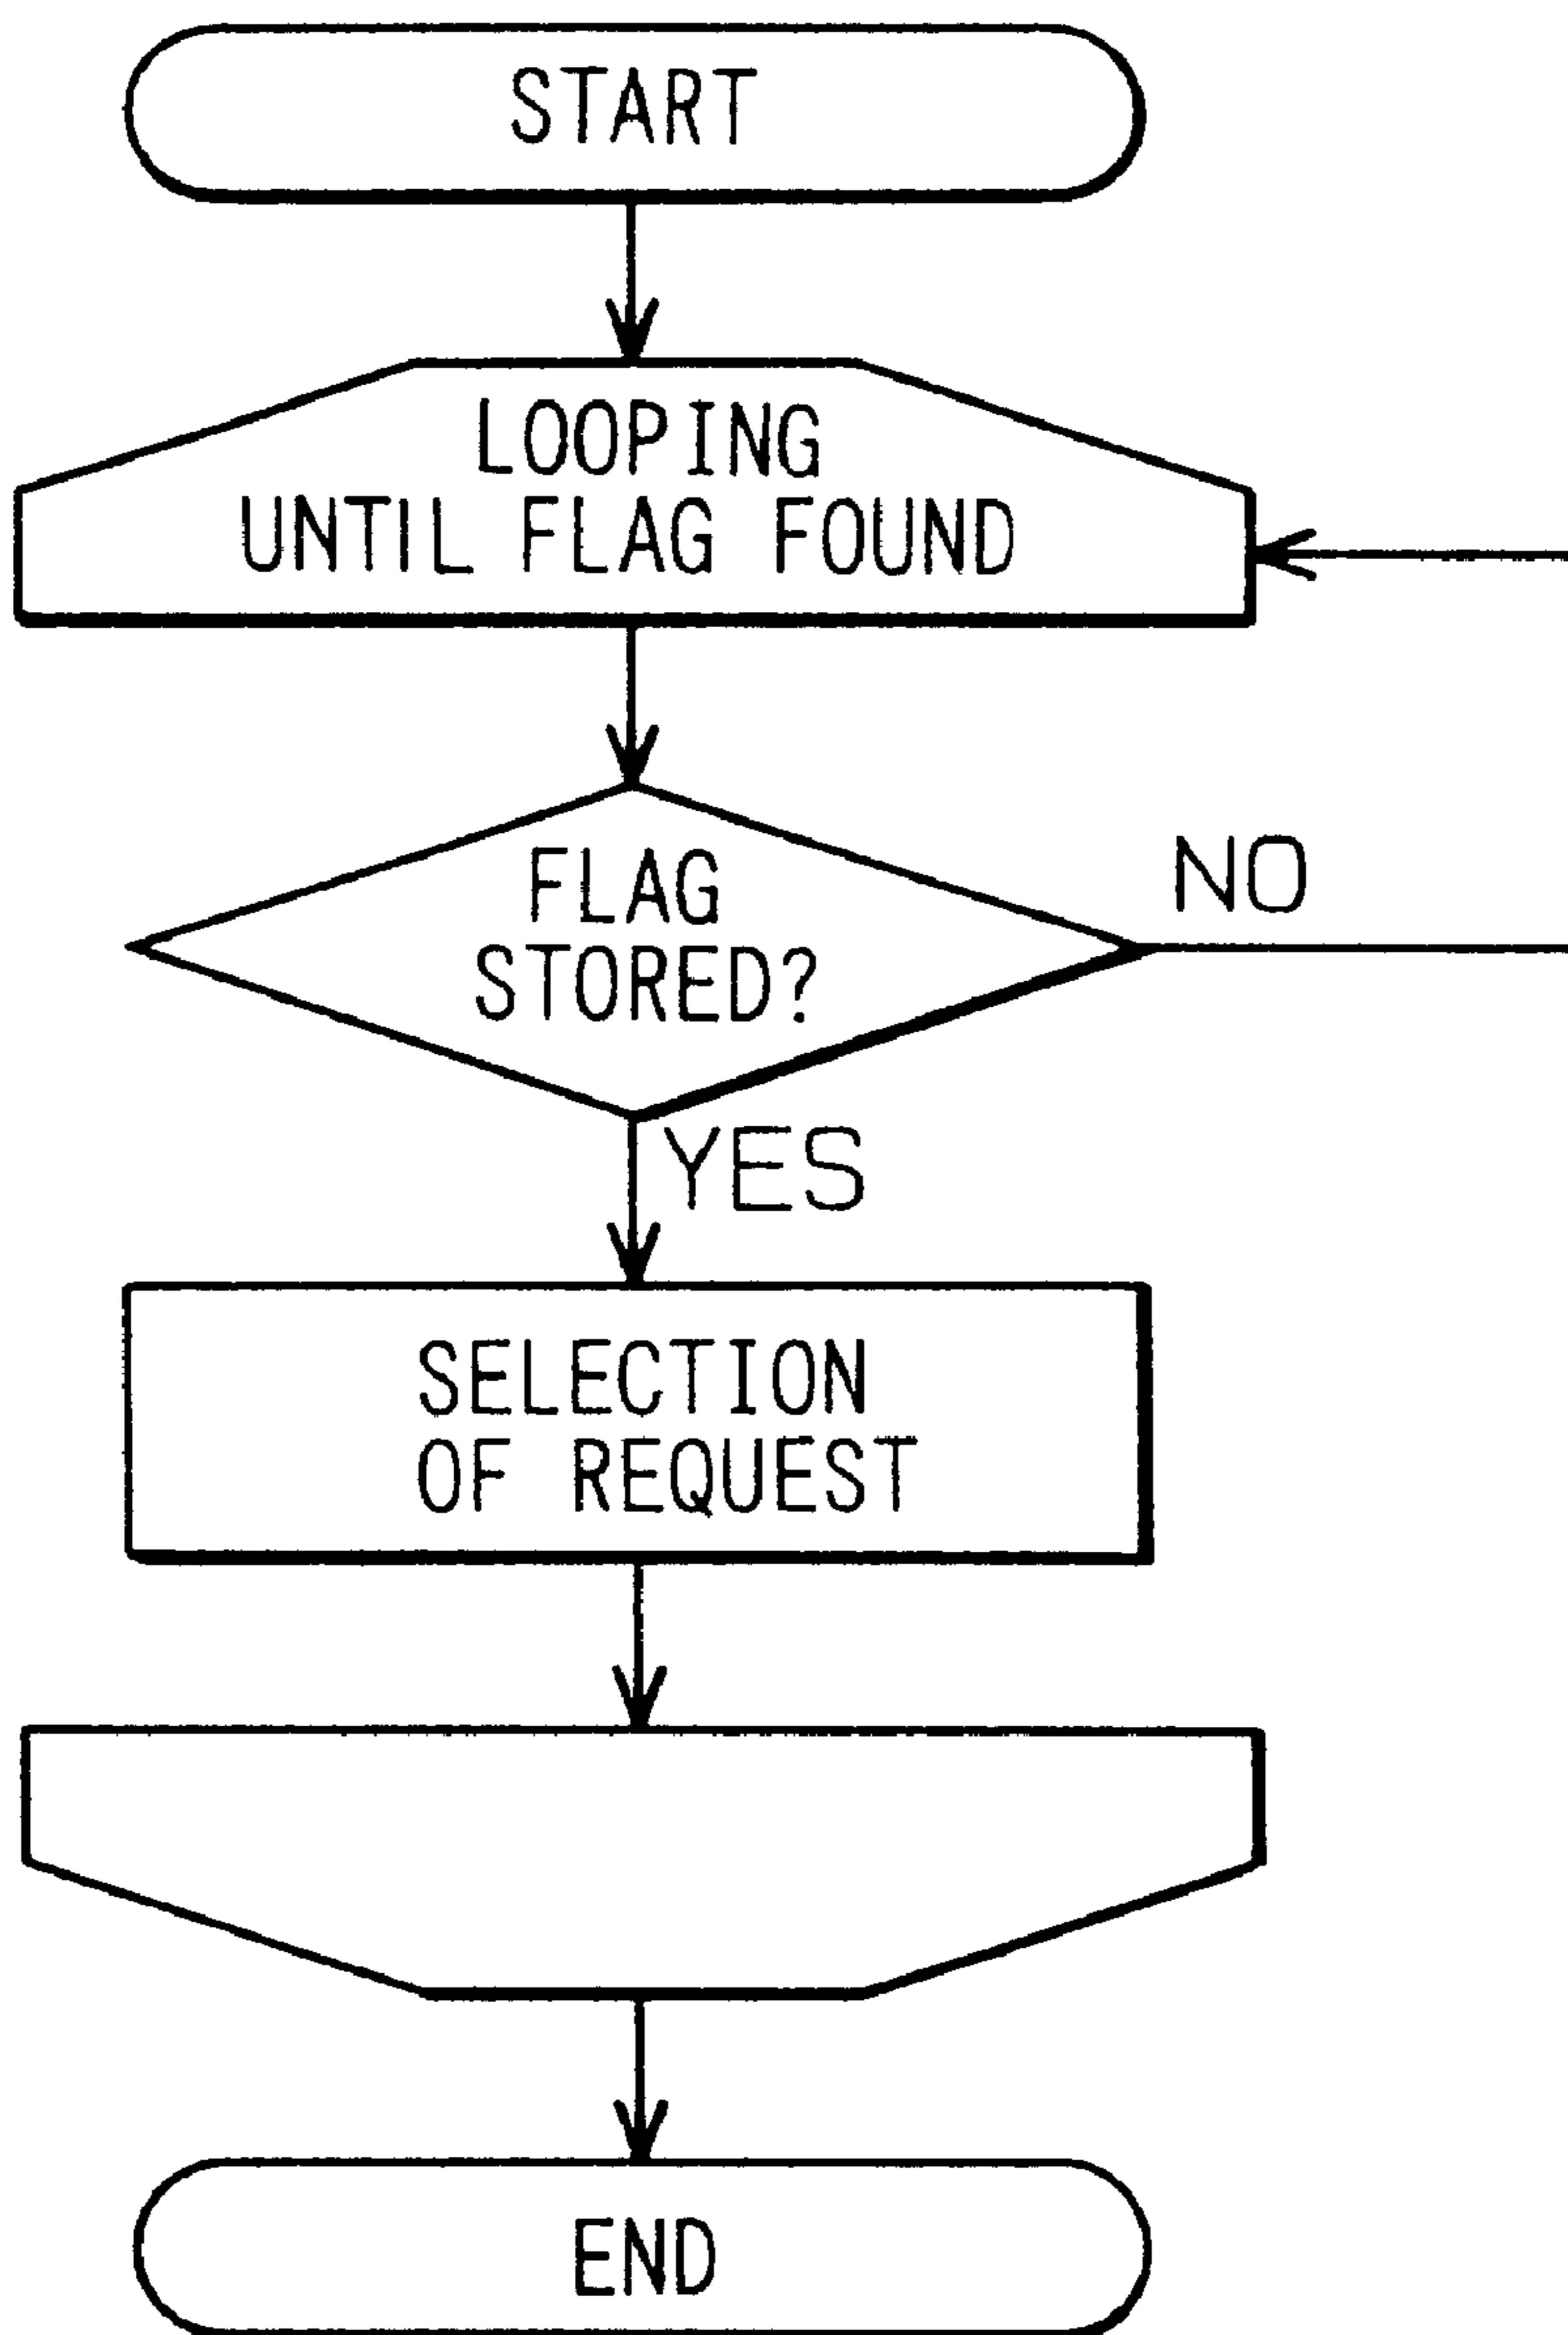 START
LOOPING
UNTIL FLAG FOUND
FLAG
STORED?
NO
YES
SELECTION
OF REQUEST
END